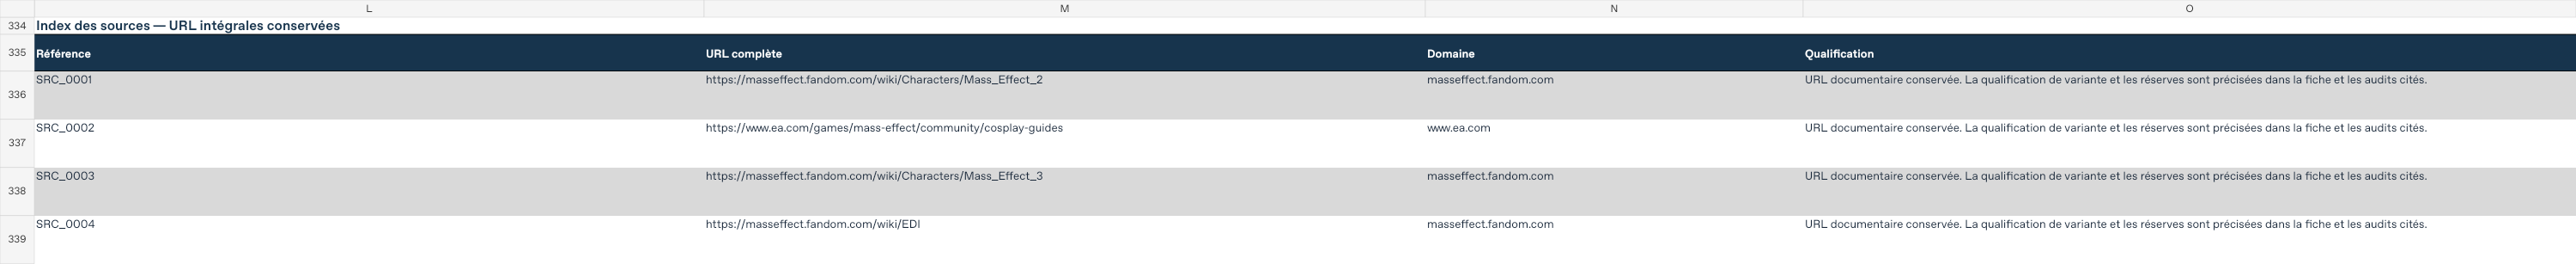 L M N O
334 Index des sources — URL intégrales conservées
335 Référence URL complète Domaine Qualification
336 SRC_0001 https://masseffect.fandom.com/wiki/Characters/Mass_Effect_2 masseffect.fandom.com URL documentaire conservée. La qualification de variante et les réserves sont précisées dans la fiche et les audits cités.
337 SRC_0002 https://www.ea.com/games/mass-effect/community/cosplay-guides www.ea.com URL documentaire conservée. La qualification de variante et les réserves sont précisées dans la fiche et les audits cités.
338 SRC_0003 https://masseffect.fandom.com/wiki/Characters/Mass_Effect_3 masseffect.fandom.com URL documentaire conservée. La qualification de variante et les réserves sont précisées dans la fiche et les audits cités.
339 SRC_0004 https://masseffect.fandom.com/wiki/EDI masseffect.fandom.com URL documentaire conservée. La qualification de variante et les réserves sont précisées dans la fiche et les audits cités.